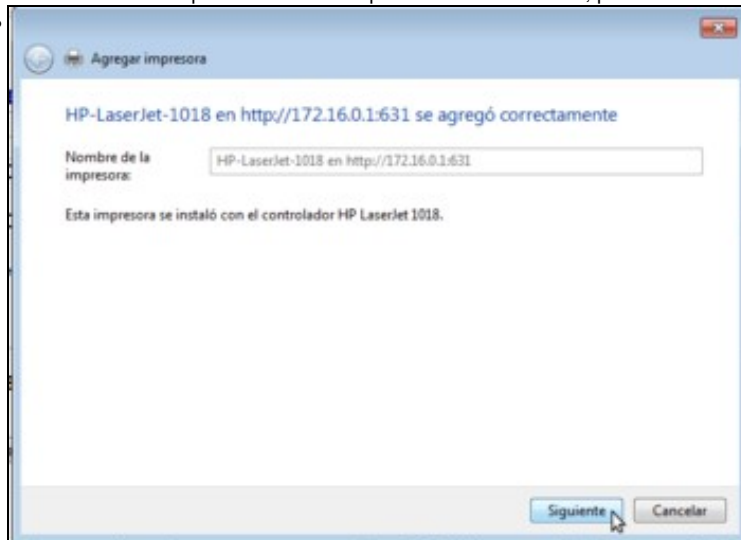 Agregar impresora
HP-LaserJet-1018 en http://172.16.0.1:631 se agregó correctamente
Nombre de la
impresora:
HP-LaserJet-1018 en http://172.16.0.1:631
Esta impresora se instaló con el controlador HP LaserJet 1018.
Siguiente
Cancelar